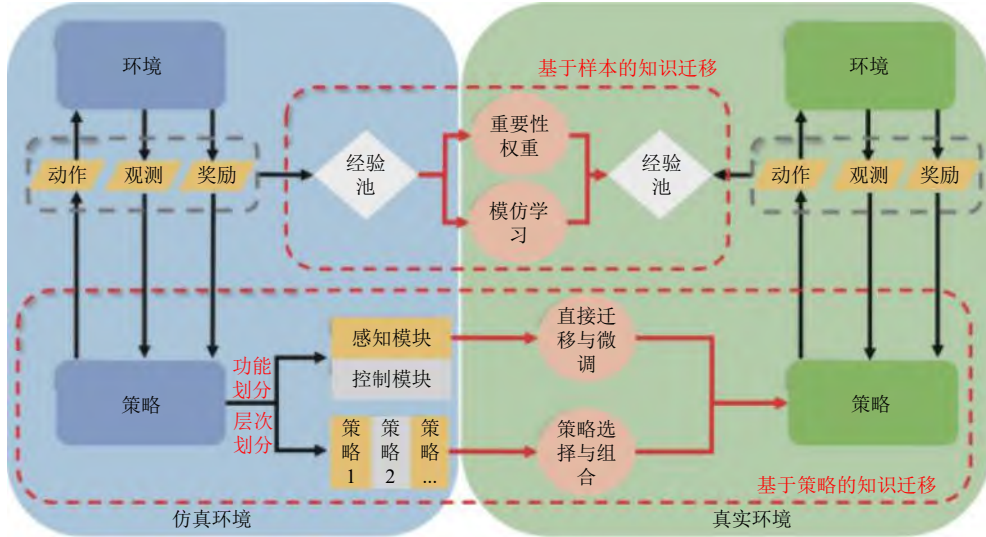 环境
环境
基于样本的知识迁移
重要性
权重
经验
池
经验
池
动作
观测
奖励
动作
观测
奖励
模仿学
习
直接迁
移与微
调
感知模块
控制模块
功能
划分
策略
策略
层次
划分
策
略
1
策
略
2
策
略
...
策略选
择与组
合
基于策略的知识迁移
仿真环境
真实环境